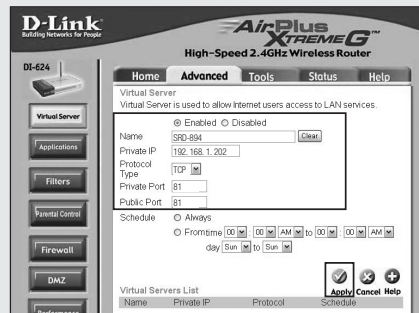 D-Link
Building Networks for People
AirPlus
XTREME G™
High-Speed 2.4GHz Wireless Router
DI-624
Home Advanced Tools Status Help
Virtual Server
Virtual Server is used to allow Internet users access to LAN services.
Virtual Server
Enabled Disabled
Name SRD-894 Clear
Private IP 192.168.1.202
Applications
Protocol
Type TCP
Filters
Private Port 81
Public Port 81
Parental Control
Schedule Always
From time 00 : 00 AM to 00 : 00 AM
day Sun to Sun
Firewall
DMZ
Apply Cancel Help
Virtual Servers List
Name Private IP Protocol Schedule
Performance